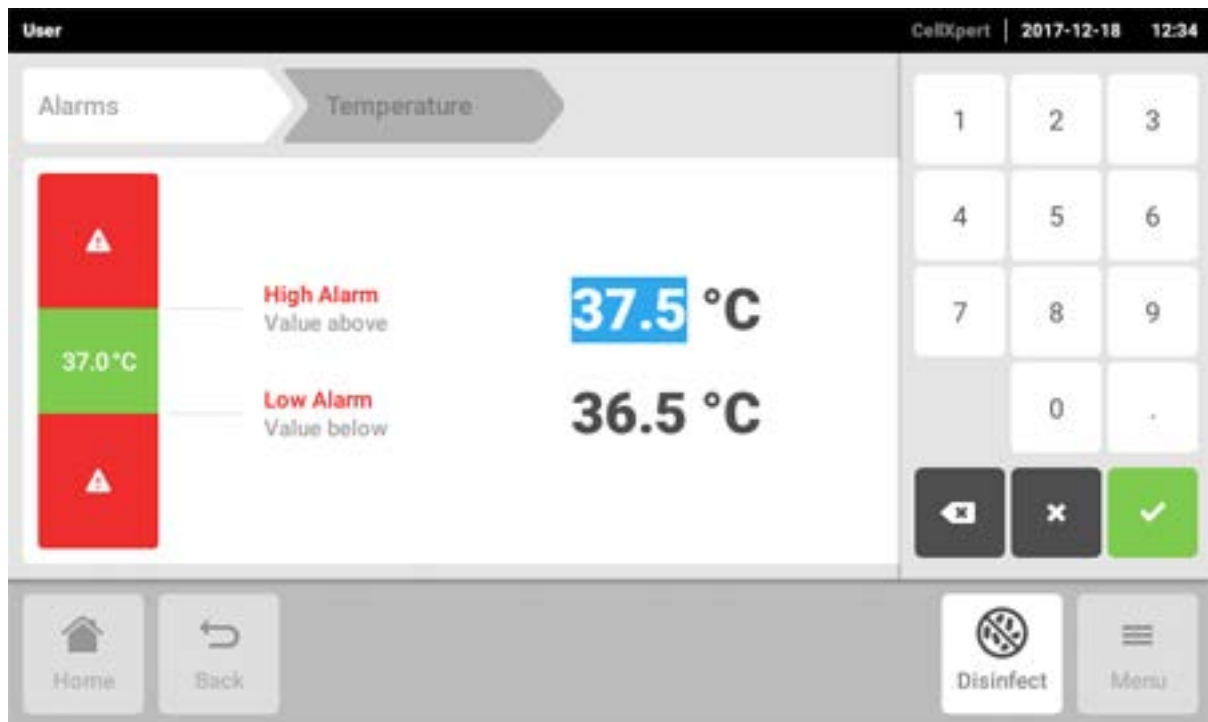 User
CellXpert | 2017-12-18 12:34
Alarms
Temperature
37.0 °C
High Alarm
Value above
37.5 °C
Low Alarm
Value below
36.5 °C
1 2 3
4 5 6
7 8 9
0 .
Home
Back
Disinfect
Menu